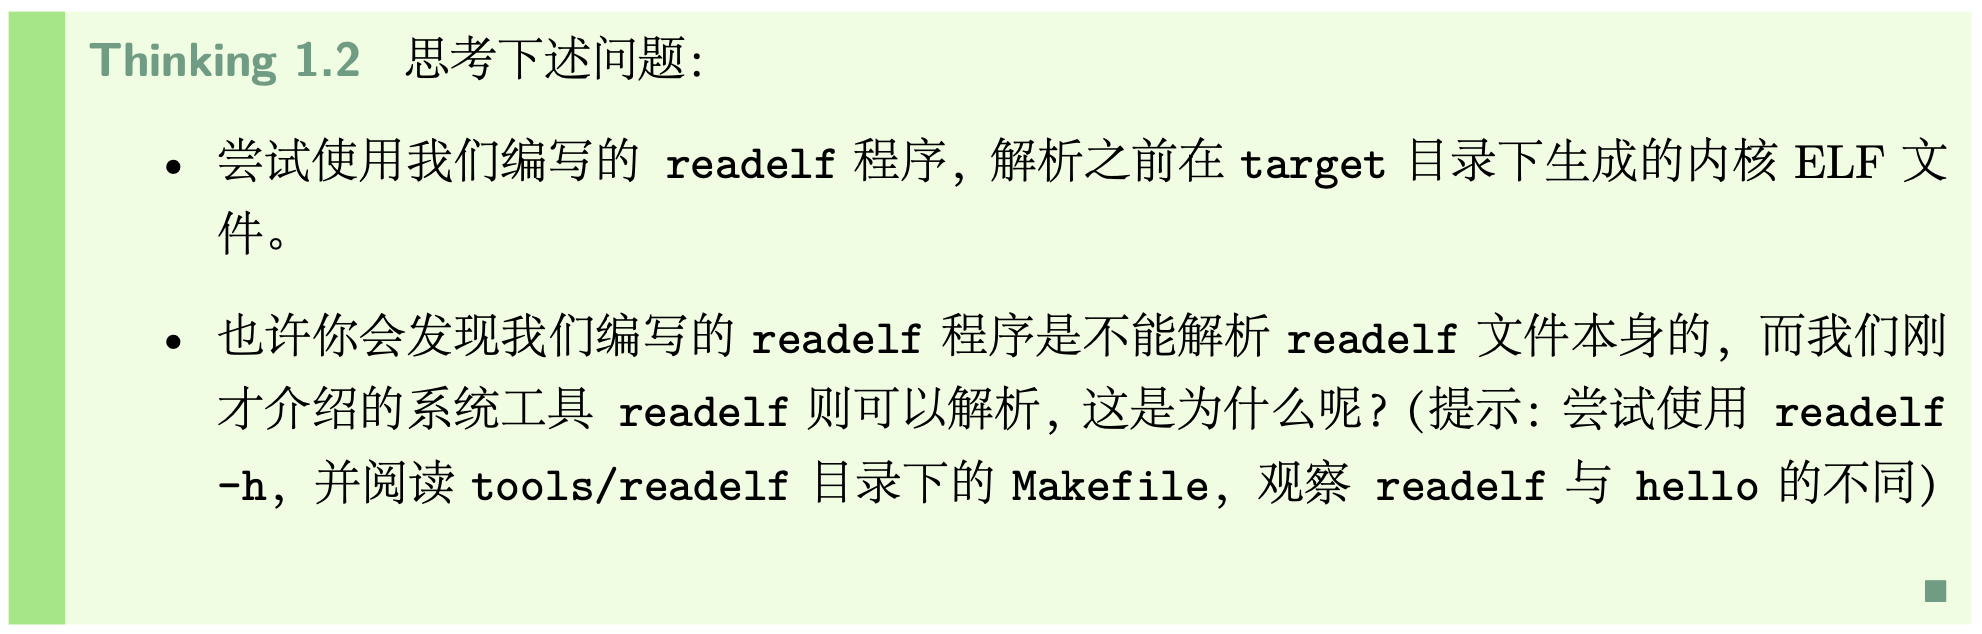 Thinking 1.2 思考下述问题:
• 尝试使用我们编写的 readelf 程序, 解析之前在 target 目录下生成的内核 ELF 文
件。
• 也许你会发现我们编写的 readelf 程序是不能解析 readelf 文件本身的, 而我们刚
才介绍的系统工具 readelf 则可以解析, 这是为什么呢? (提示: 尝试使用 readelf
-h, 并阅读 tools/readelf 目录下的 Makefile, 观察 readelf 与 hello 的不同)